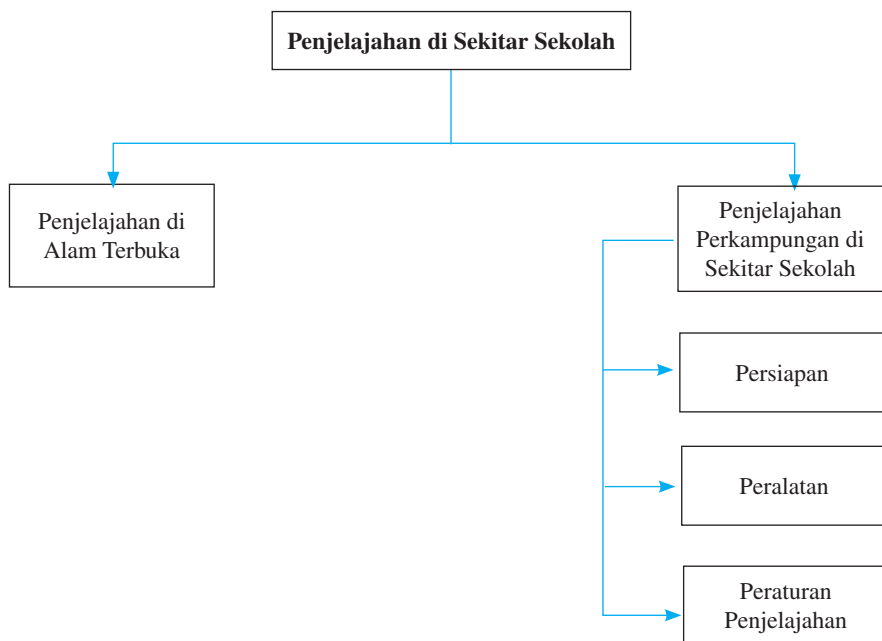 Penjelajahan di Sekitar Sekolah
Penjelajahan di
Alam Terbuka
Penjelajahan
Perkampungan di
Sekitar Sekolah
Persiapan
Peralatan
Peraturan
Penjelajahan